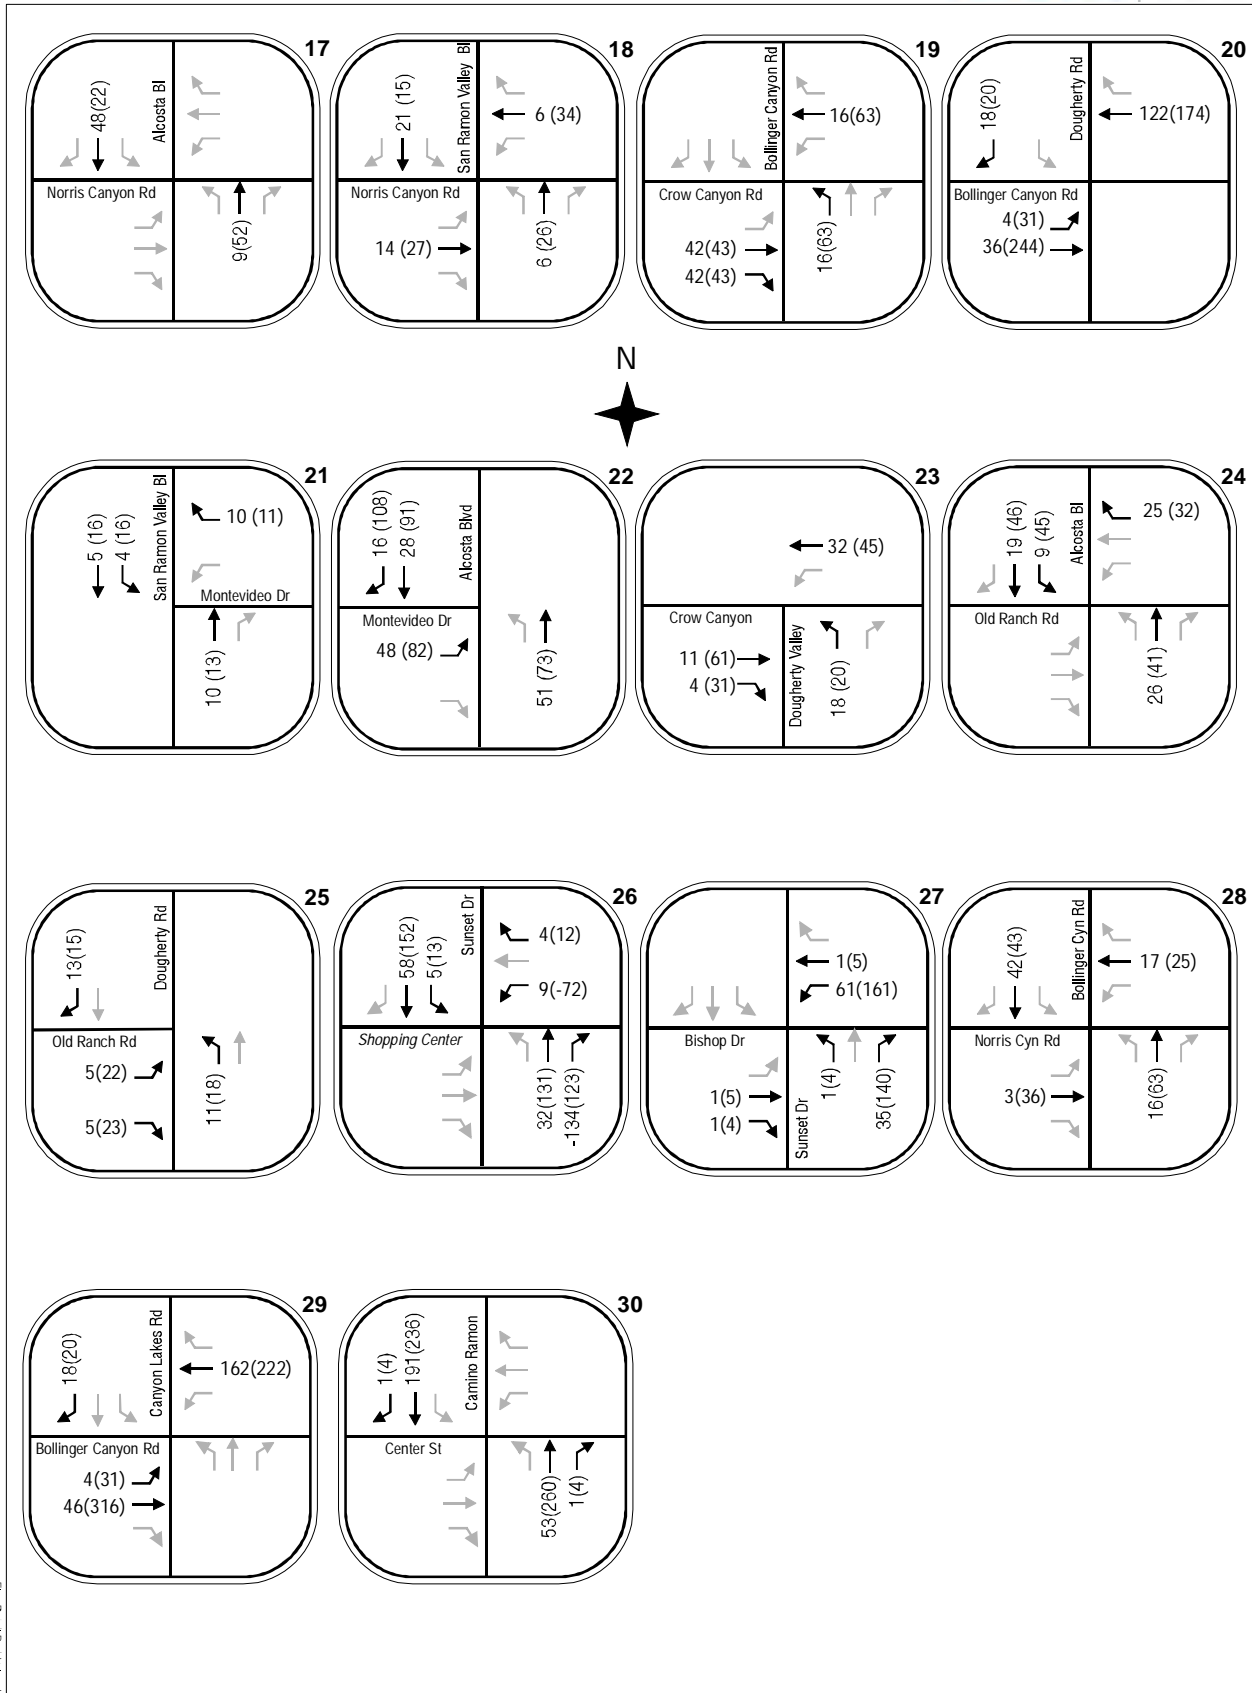 17
48(22)
Alcosta Bl
Norris Canyon Rd
9(52)
18
21 (15)
San Ramon Valley Bl
6 (34)
Norris Canyon Rd
14 (27)
6 (26)
19
Bollinger Canyon Rd
16(63)
Crow Canyon Rd
42(43)
42(43)
16(63)
20
18(20)
Dougherty Rd
122(174)
Bollinger Canyon Rd
4(31)
36(244)
N
21
5 (16)
4 (16)
San Ramon Valley Bl
10 (11)
Montevideo Dr
10 (13)
22
16 (108)
28 (91)
Alcosta Blvd
Montevideo Dr
48 (82)
51 (73)
23
32 (45)
Crow Canyon
11 (61)
4 (31)
Dougherty Valley
18 (20)
24
19 (46)
9 (45)
Alcosta Bl
25 (32)
Old Ranch Rd
26 (41)
25
13(15)
Dougherty Rd
Old Ranch Rd
5(22)
5(23)
11(18)
26
58(152)
5(13)
Sunset Dr
4(12)
9(-72)
Shopping Center
32(131)
-134(123)
27
1(5)
61(161)
Bishop Dr
1(5)
1(4)
Sunset Dr
1(4)
35(140)
28
42(43)
Bollinger Cyn Rd
17 (25)
Norris Cyn Rd
3(36)
16(63)
29
18(20)
Canyon Lakes Rd
162(222)
Bollinger Canyon Rd
4(31)
46(316)
30
1(4)
191(236)
Camino Ramon
Center St
53(260)
1(4)